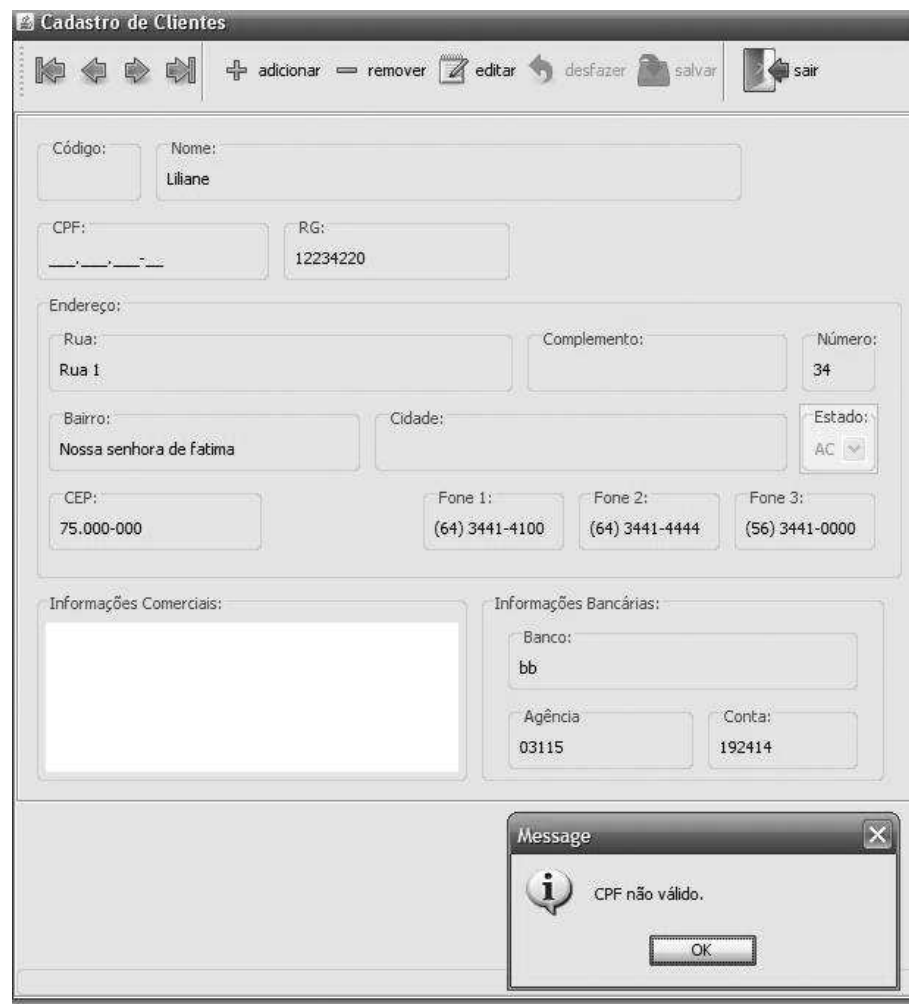 Cadastro de Clientes
adicionar remover editar desfazer salvar sair
Código: Nome:
Liliane
CPF: RG:
___.___.___-__ 12234220
Endereço:
Rua: Complemento: Número:
Rua 1 34
Bairro: Cidade: Estado:
Nossa senhora de fatima AC
CEP: Fone 1: Fone 2: Fone 3:
75.000-000 (64) 3441-4100 (64) 3441-4444 (56) 3441-0000
Informações Comerciais: Informações Bancárias:
Banco:
bb
Agência Conta:
03115 192414
Message
CPF não válido.
OK